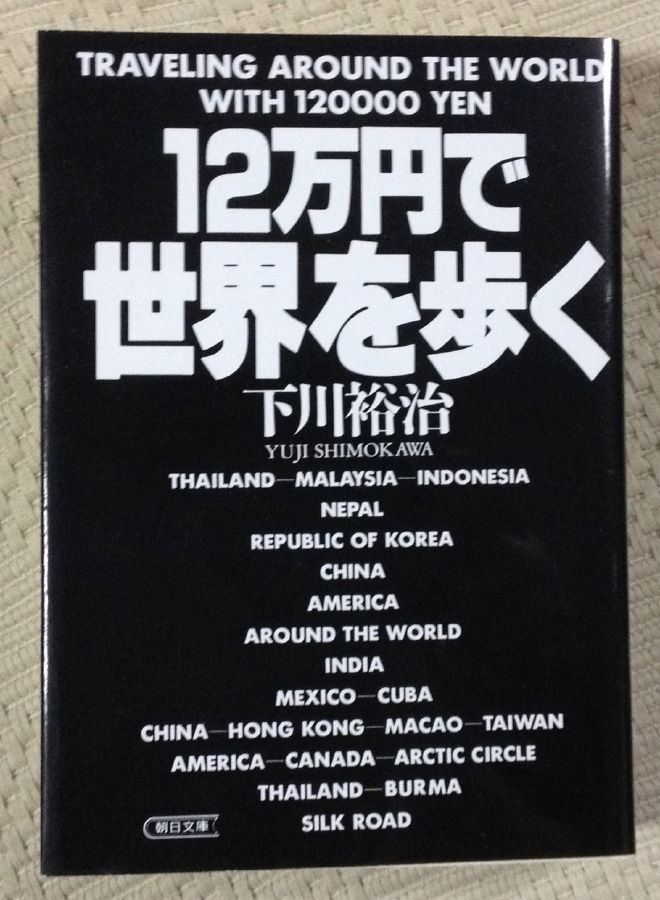 TRAVELING AROUND THE WORLD
WITH 120000 YEN
12万円で
世界を歩く
下川裕治
YUJI SHIMOKAWA
THAILAND—MALAYSIA—INDONESIA
NEPAL
REPUBLIC OF KOREA
CHINA
AMERICA
AROUND THE WORLD
INDIA
MEXICO—CUBA
CHINA—HONG KONG—MACAO—TAIWAN
AMERICA—CANADA—ARCTIC CIRCLE
THAILAND—BURMA
SILK ROAD
朝日文庫